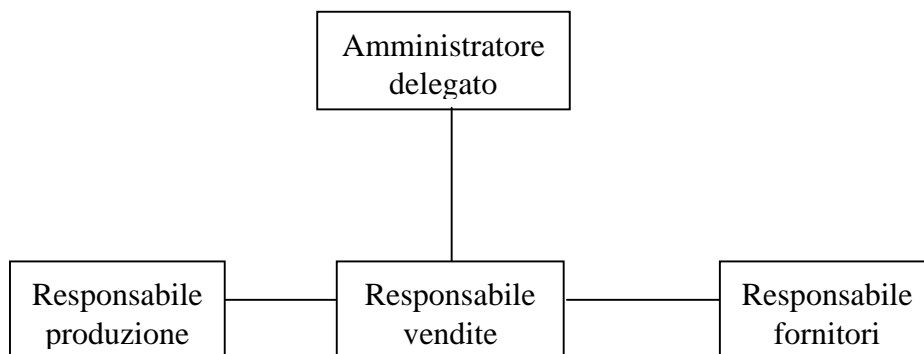 Amministratore
delegato
Responsabile
produzione
Responsabile
vendite
Responsabile
fornitori